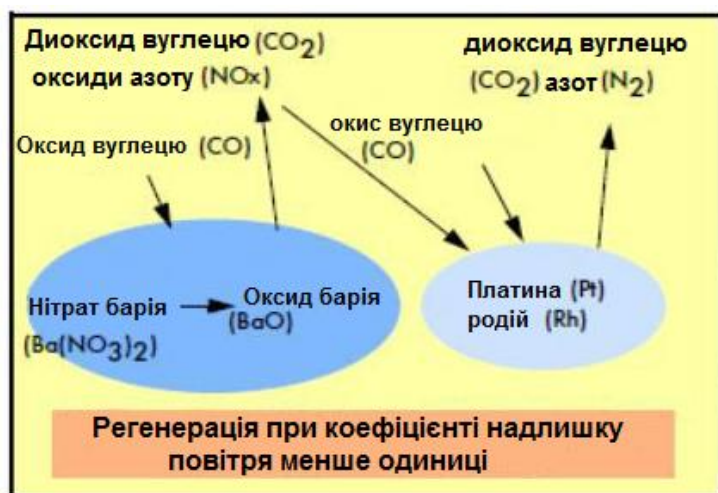 Диоксид вуглецю (CO2)
оксиди азоту (NOx)
диоксид вуглецю
(CO2) азот (N2)
Оксид вуглецю (CO)
окис вуглецю
(CO)
Нітрат барія
(Ba(NO3)2)
Оксид барія
(BaO)
Платина (Pt)
родій (Rh)
Регенерація при коефіцієнті надлишку
повітря менше одиниці